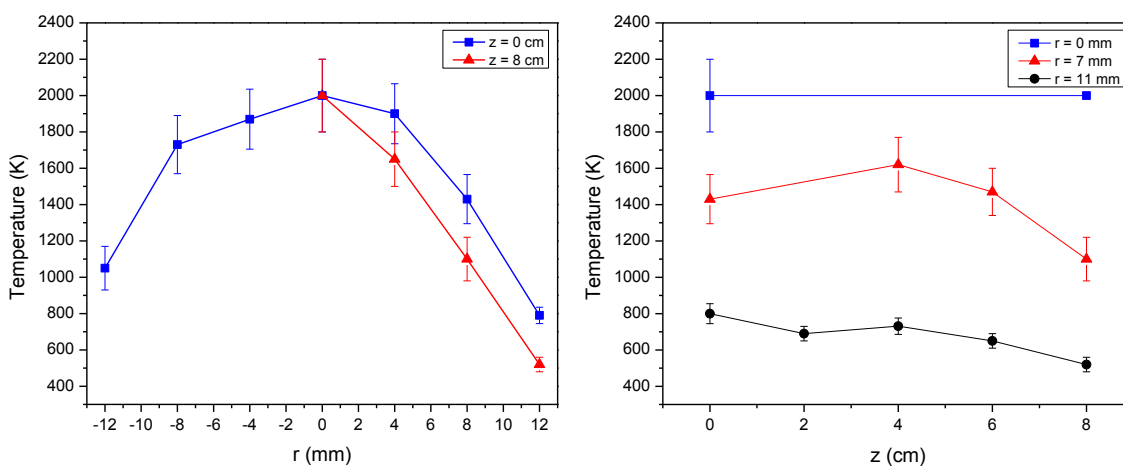 2400
2200
2000
1800
1600
1400
1200
1000
800
600
400
Temperature (K)
-12 -10 -8 -6 -4 -2 0 2 4 6 8 10 12
r (mm)
z = 0 cm
z = 8 cm
2400
2200
2000
1800
1600
1400
1200
1000
800
600
400
Temperature (K)
0 2 4 6 8
z (cm)
r = 0 mm
r = 7 mm
r = 11 mm